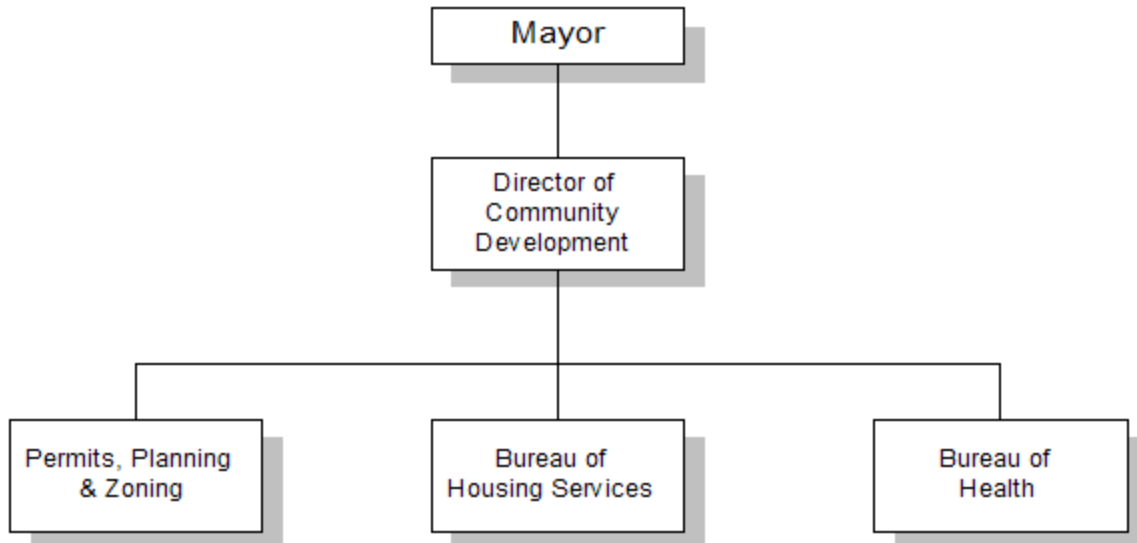 Mayor
Director of
Community
Development
Permits, Planning
& Zoning
Bureau of
Housing Services
Bureau of
Health